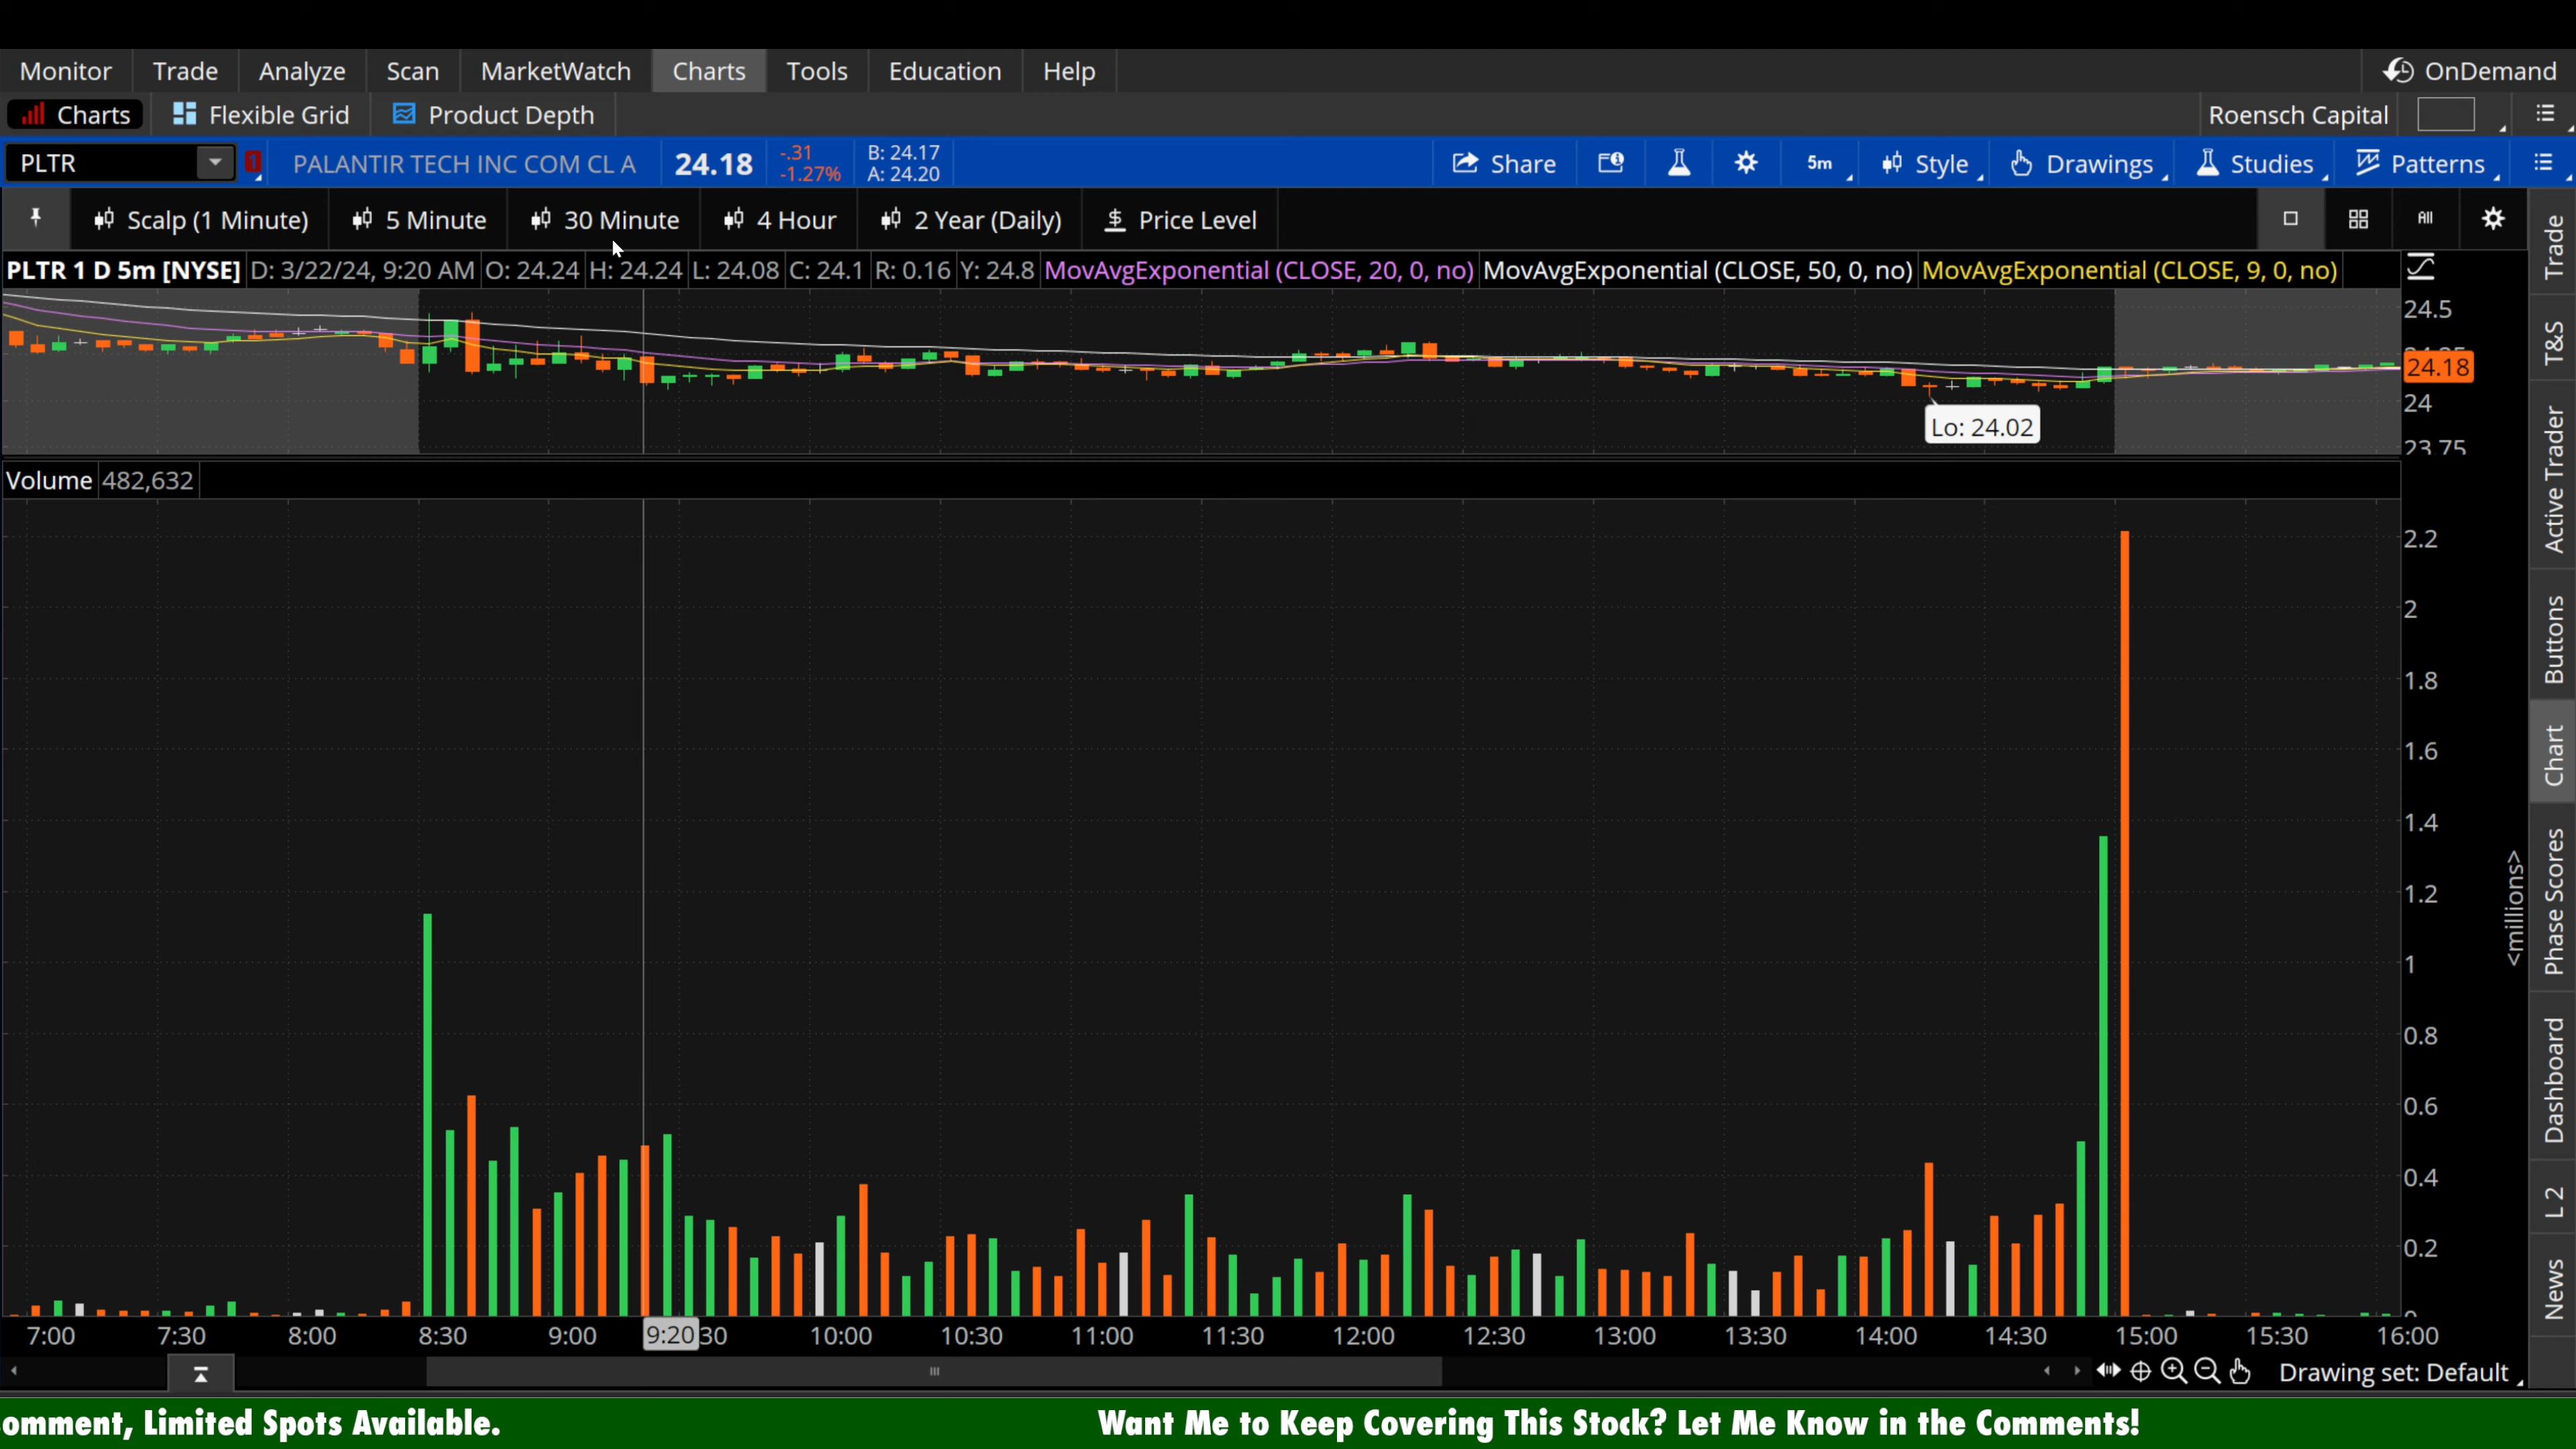 Monitor Trade Analyze Scan MarketWatch Charts Tools Education Help OnDemand
Charts Flexible Grid Product Depth Roensch Capital
PLTR 1 PALANTIR TECH INC COM CL A 24.18 -.31 -1.27% B: 24.17 A: 24.20 Share 5m Style Drawings Studies Patterns
Scalp (1 Minute) 5 Minute 30 Minute 4 Hour 2 Year (Daily) $ Price Level All
PLTR 1 D 5m [NYSE] D: 3/22/24, 9:20 AM O: 24.24 H: 24.24 L: 24.08 C: 24.1 R: 0.16 Y: 24.8 MovAvgExponential (CLOSE, 20, 0, no) MovAvgExponential (CLOSE, 50, 0, no) MovAvgExponential (CLOSE, 9, 0, no)
24.5
24.18
24
Lo: 24.02
23.75
Volume 482,632
2.2
2
1.8
1.6
1.4
1.2
1
0.8
0.6
0.4
0.2
0
<millions>
7:00 7:30 8:00 8:30 9:00 9:20 30 10:00 10:30 11:00 11:30 12:00 12:30 13:00 13:30 14:00 14:30 15:00 15:30 16:00
Drawing set: Default
Trade
T&S
Active Trader
Buttons
Chart
Phase Scores
Dashboard
L 2
News
omment, Limited Spots Available. Want Me to Keep Covering This Stock? Let Me Know in the Comments!